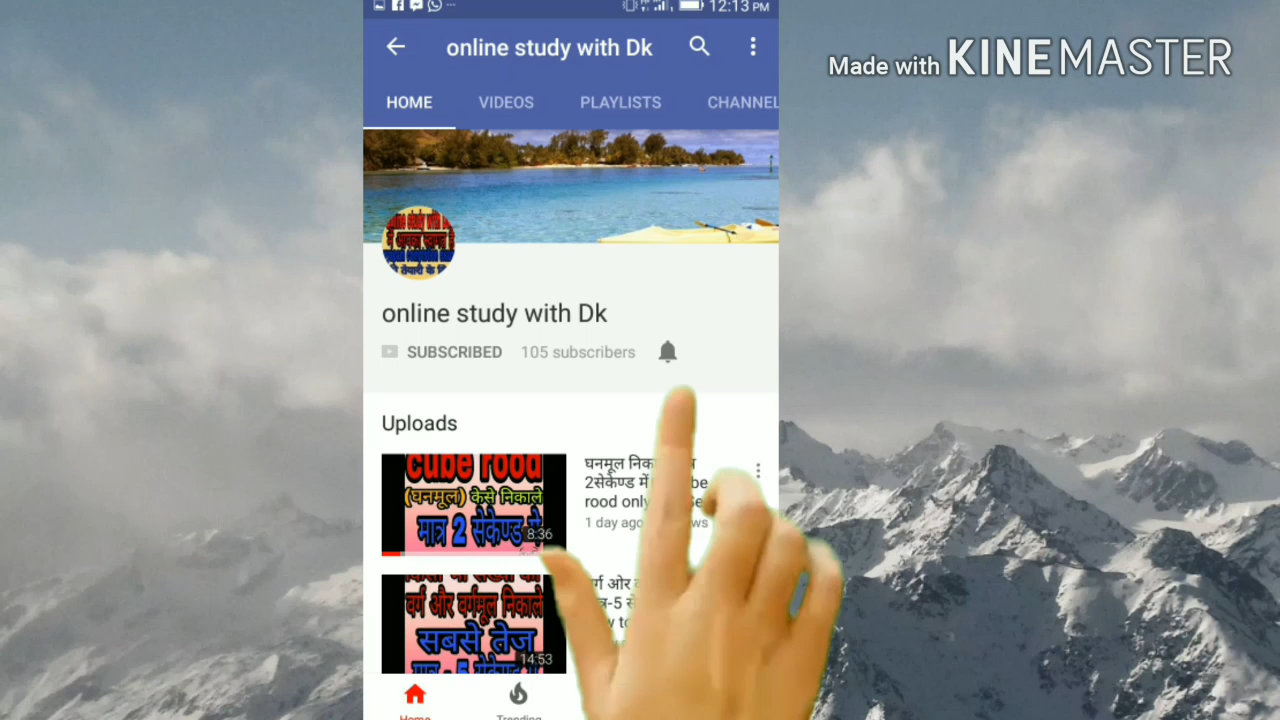 12:13 PM
Made with KINEMASTER
online study with Dk
HOME VIDEOS PLAYLISTS CHANNEL
online study with Dk
SUBSCRIBED 105 subscribers
Uploads
cube rood
(घनमूल) केसे निकाले
मात्र 2 सेकेण्ड मे
8:36
घनमूल
2सेकेण्ड में
rood only
1 day ago
वर्ग और वर्गमूल निकाले
सबसे तेज
14:53
Home Trending